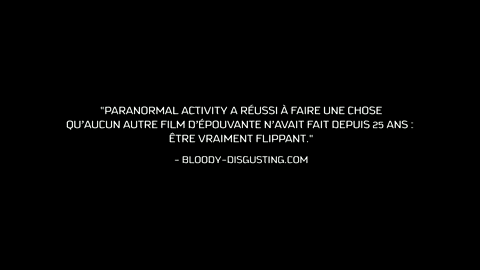 "PARANORMAL ACTIVITY A RÉUSSI À FAIRE UNE CHOSE
QU'AUCUN AUTRE FILM D'ÉPOUVANTE N'AVAIT FAIT DEPUIS 25 ANS :
ÊTRE VRAIMENT FLIPPANT."
- BLOODY-DISGUSTING.COM